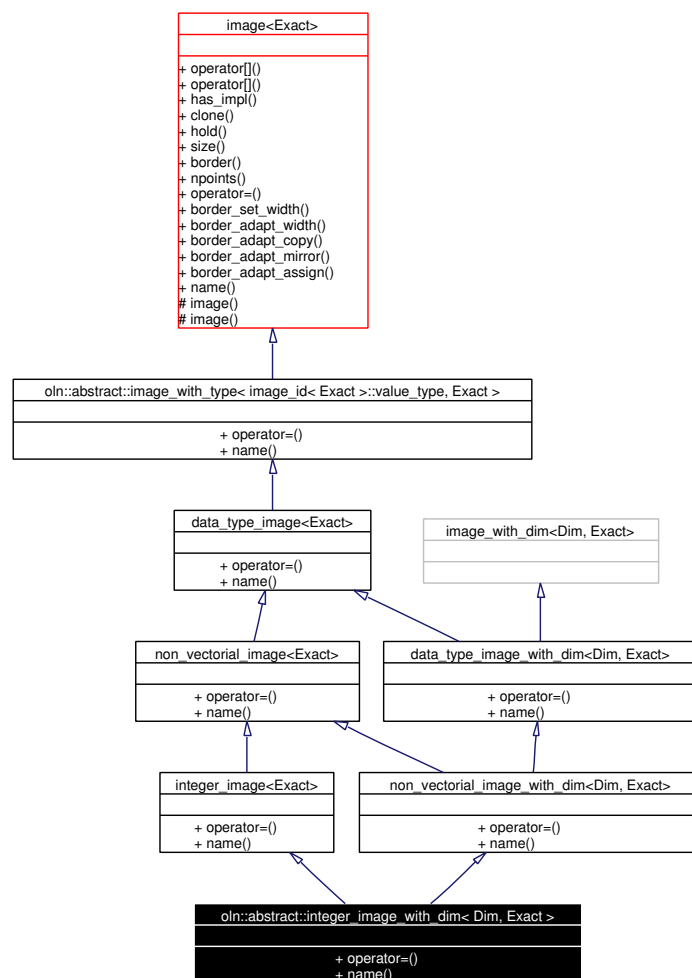 image<Exact>
+ operator[]()
+ operator[]()
+ has_impl()
+ clone()
+ hold()
+ size()
+ border()
+ npoints()
+ operator=()
+ border_set_width()
+ border_adapt_width()
+ border_adapt_copy()
+ border_adapt_mirror()
+ border_adapt_assign()
+ name()
# image()
# image()
oln::abstract::image_with_type< image_id< Exact >::value_type, Exact >
+ operator=()
+ name()
data_type_image<Exact>
+ operator=()
+ name()
image_with_dim<Dim, Exact>
non_vectorial_image<Exact>
+ operator=()
+ name()
data_type_image_with_dim<Dim, Exact>
+ operator=()
+ name()
integer_image<Exact>
+ operator=()
+ name()
non_vectorial_image_with_dim<Dim, Exact>
+ operator=()
+ name()
oln::abstract::integer_image_with_dim< Dim, Exact >
+ operator=()
+ name()